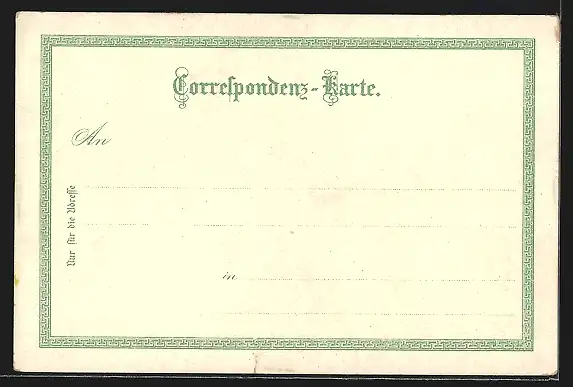 Correspondenz-Karte.
An
Nur für die Adresse
in